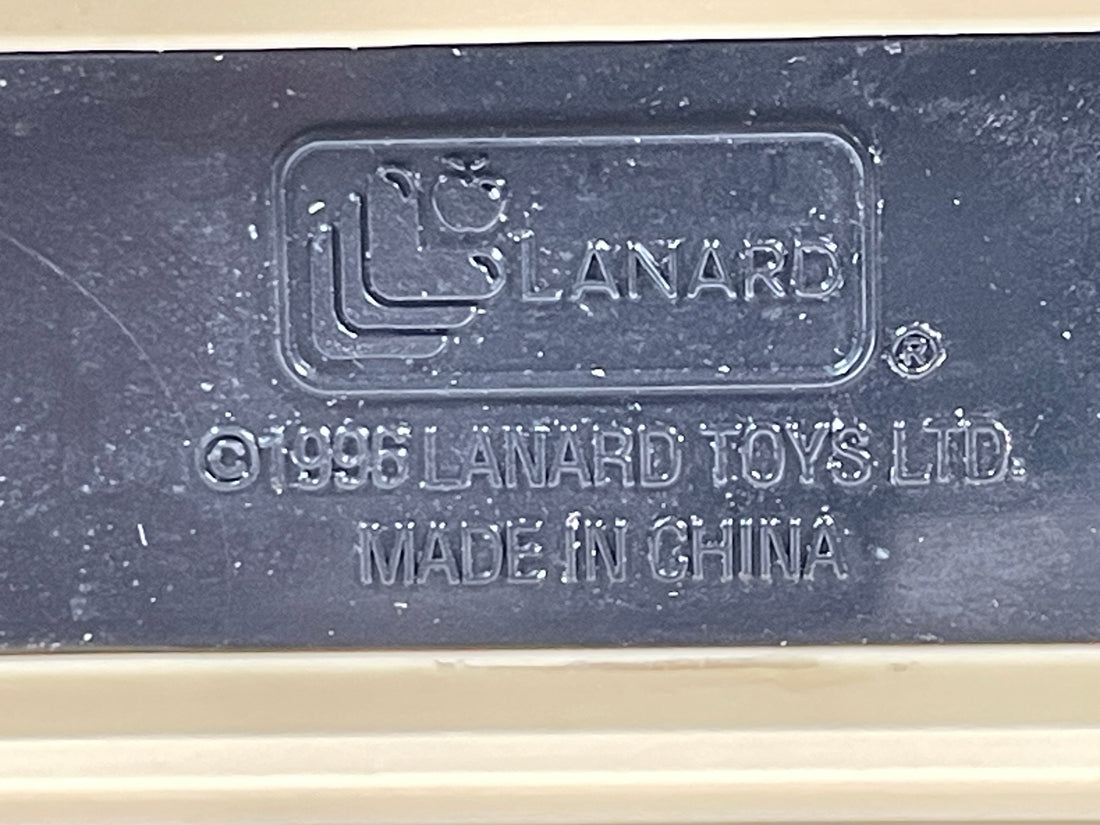 LANARD
®
©1996 LANARD TOYS LTD.
MADE IN CHINA